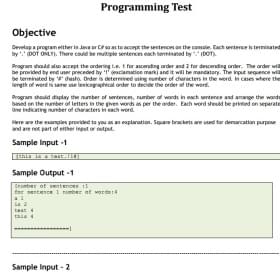 Programming Test
Objective
Develop a program either in Java or C# so as to accept the sentences on the console. Each sentence is terminated
by '.' (DOT ONLY). There could be multiple sentences each terminated by '.' (DOT).
Program should also accept the ordering i.e. 1 for ascending order and 2 for descending order. The order will
be provided by end user preceded by '!' (exclamation mark) and it will be mandatory. The input sequence will
be terminated by '#' (hash). Order is determined using number of characters in the word. In cases where the
length of word is same use lexicographical order to decide the order of the word.
Program should display the number of sentences, number of words in each sentence and arrange the words
based on the number of letters in the given words as per the order. Each word should be printed on separate
line indicating number of characters in each word.
Here are the examples provided to you as an explanation. Square brackets are used for demarcation purpose
and are not part of either input or output.
Sample Input -1
[this is a test.!1#]
Sample Output -1
[number of sentences :1
for sentence 1 number of words:4
a 1
is 2
test 4
this 4
==================]
Sample Input - 2